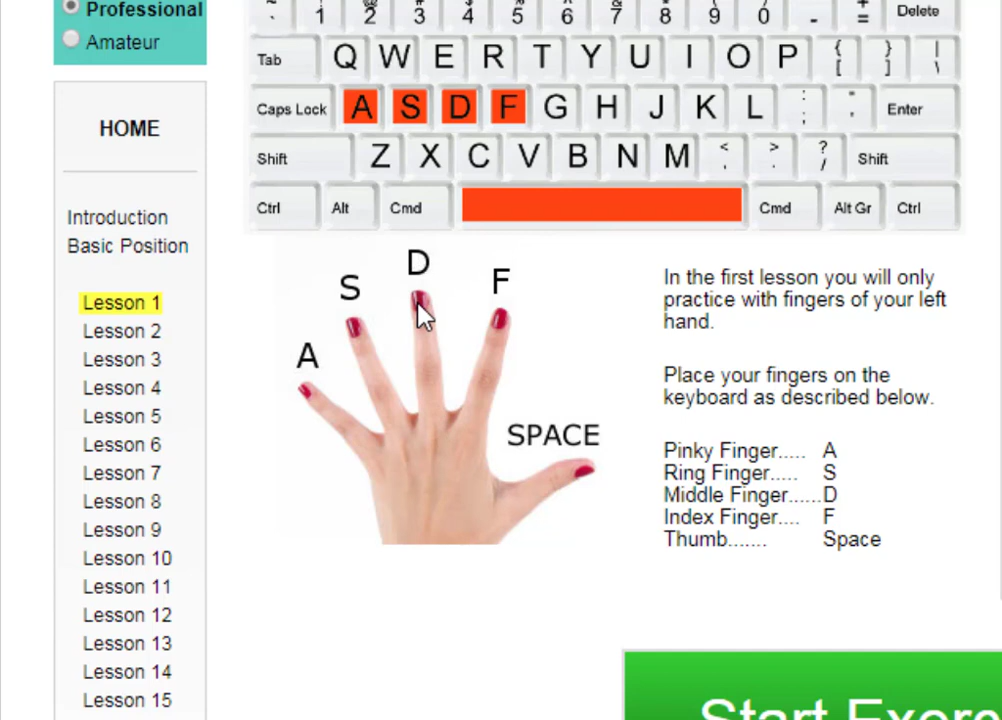 Professional
Amateur
HOME
Introduction
Basic Position
Lesson 1
Lesson 2
Lesson 3
Lesson 4
Lesson 5
Lesson 6
Lesson 7
Lesson 8
Lesson 9
Lesson 10
Lesson 11
Lesson 12
Lesson 13
Lesson 14
Lesson 15
~ @ # $ % ^ & * ( ) +
` 1 2 3 4 5 6 7 8 9 0 - = Delete
Tab Q W E R T Y U I O P { [ } ] | \
Caps Lock A S D F G H J K L : ; " ' Enter
Shift Z X C V B N M < , > . ? / Shift
Ctrl Alt Cmd Cmd Alt Gr Ctrl
D
S
F
A
SPACE
In the first lesson you will only
practice with fingers of your left
hand.
Place your fingers on the
keyboard as described below.
Pinky Finger..... A
Ring Finger..... S
Middle Finger......D
Index Finger.... F
Thumb....... Space
Start